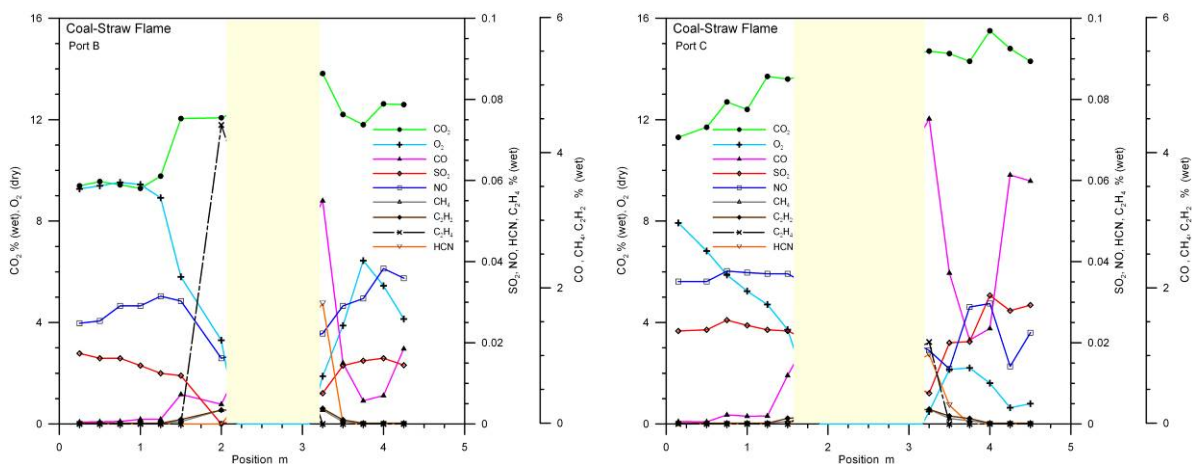 Coal-Straw Flame
Port B
16
12
8
4
0
CO2 % (wet), O2 (dry)
0 1 2 3 4 5
Position m
0.1
0.08
0.06
0.04
0.02
0
SO2, NO, HCN, C2H4 % (wet)
6
4
2
0
CO, CH4, C2H2 % (wet)
CO2
O2
CO
SO2
NO
CH4
C2H2
C2H4
HCN
Coal-Straw Flame
Port C
16
12
8
4
0
CO2 % (wet), O2 (dry)
0 1 2 3 4 5
Position m
0.1
0.08
0.06
0.04
0.02
0
SO2, NO, HCN, C2H4 % (wet)
6
4
2
0
CO, CH4, C2H2 % (wet)
CO2
O2
CO
SO2
NO
CH4
C2H2
C2H4
HCN